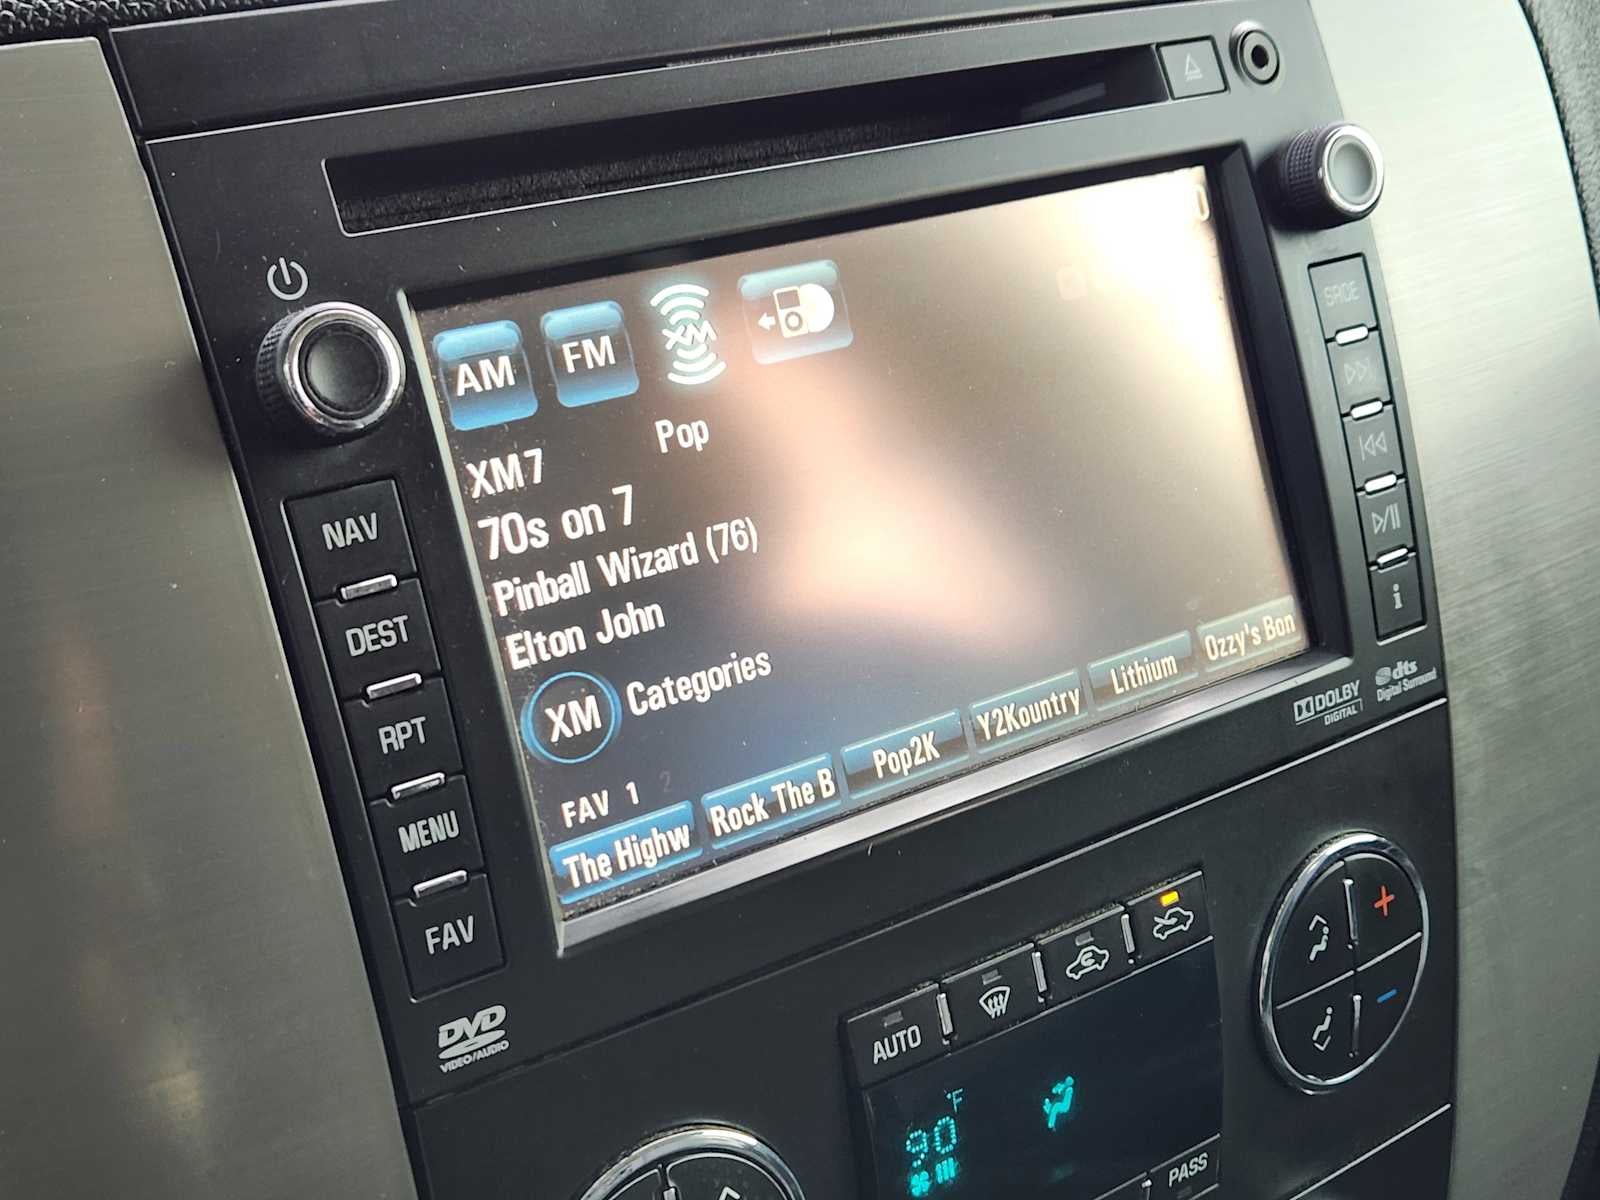 AM FM XM
Pop
XM7
70s on 7
Pinball Wizard (76)
Elton John
XM Categories
FAV 1 2
The Highw Rock The B Pop2K Y2Kountry Lithium Ozzy's Bon
NAV
DEST
RPT
MENU
FAV
DVD
VIDEO/AUDIO
i
DOLBY
DIGITAL
dts
Digital Surround
AUTO
90 °F
PASS
+
-